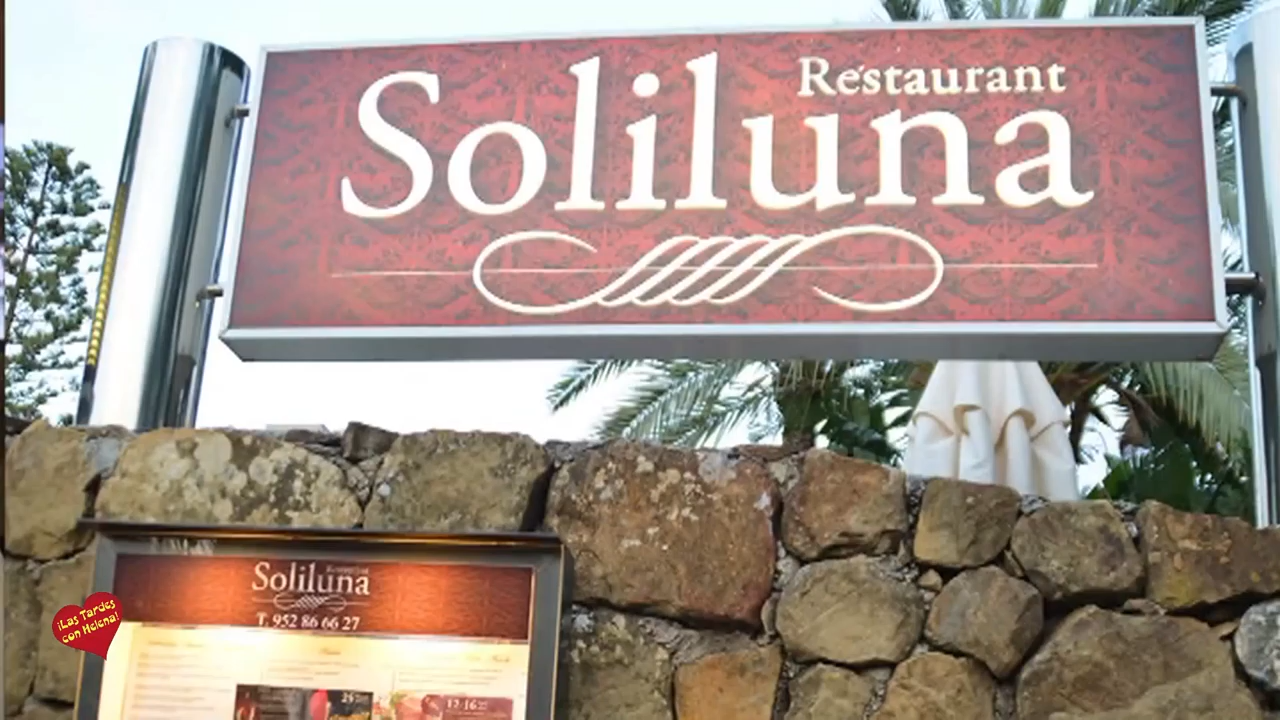 Restaurant
Soliluna
Soliluna
T. 952 86 66 27
¡Las Tardes
con Helena!